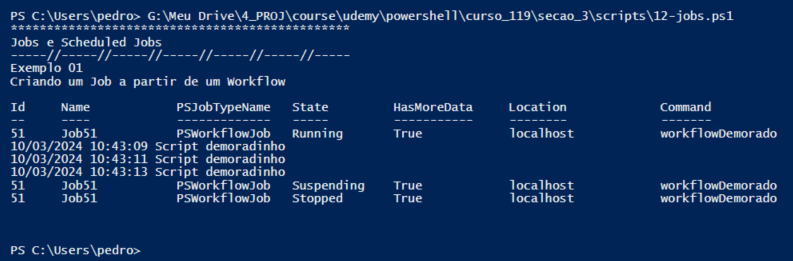 PS C:\Users\pedro> G:\Meu Drive\4_PROJ\course\udemy\powershell\curso_119\secao_3\scripts\12-jobs.ps1
***********************************************
Jobs e Scheduled Jobs
-----//-----//-----//-----//-----//-----//-----
Exemplo 01
Criando um Job a partir de um Workflow
Id     Name            PSJobTypeName   State         HasMoreData     Location             Command
--     ----            -------------   -----         -----------     --------             -------
51     Job51           PSWorkflowJob   Running       True            localhost            workflowDemorado
10/03/2024 10:43:09 Script demoradinho
10/03/2024 10:43:11 Script demoradinho
10/03/2024 10:43:13 Script demoradinho
51     Job51           PSWorkflowJob   Suspending    True            localhost            workflowDemorado
51     Job51           PSWorkflowJob   Stopped       True            localhost            workflowDemorado
PS C:\Users\pedro>